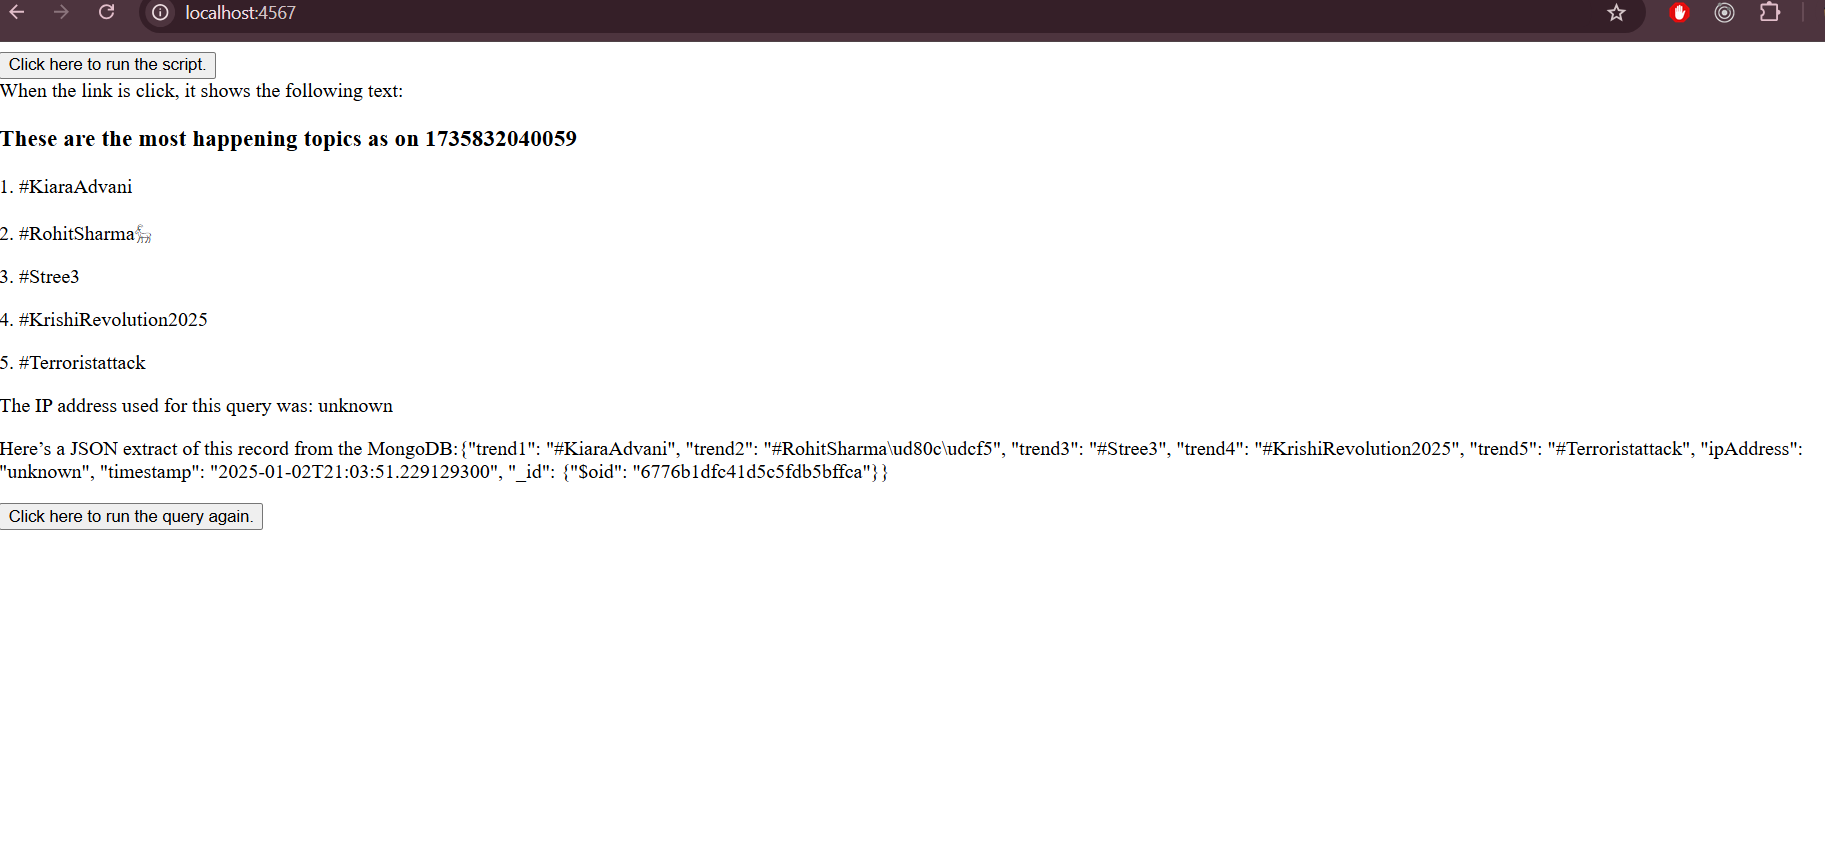 localhost:4567
Click here to run the script.
When the link is click, it shows the following text:
These are the most happening topics as on 1735832040059
1. #KiaraAdvani
2. #RohitSharma𓃵
3. #Stree3
4. #KrishiRevolution2025
5. #Terroristattack
The IP address used for this query was: unknown
Here’s a JSON extract of this record from the MongoDB:{"trend1": "#KiaraAdvani", "trend2": "#RohitSharma\ud80c\udcf5", "trend3": "#Stree3", "trend4": "#KrishiRevolution2025", "trend5": "#Terroristattack", "ipAddress":
"unknown", "timestamp": "2025-01-02T21:03:51.229129300", "_id": {"$oid": "6776b1dfc41d5c5fdb5bffca"}}
Click here to run the query again.